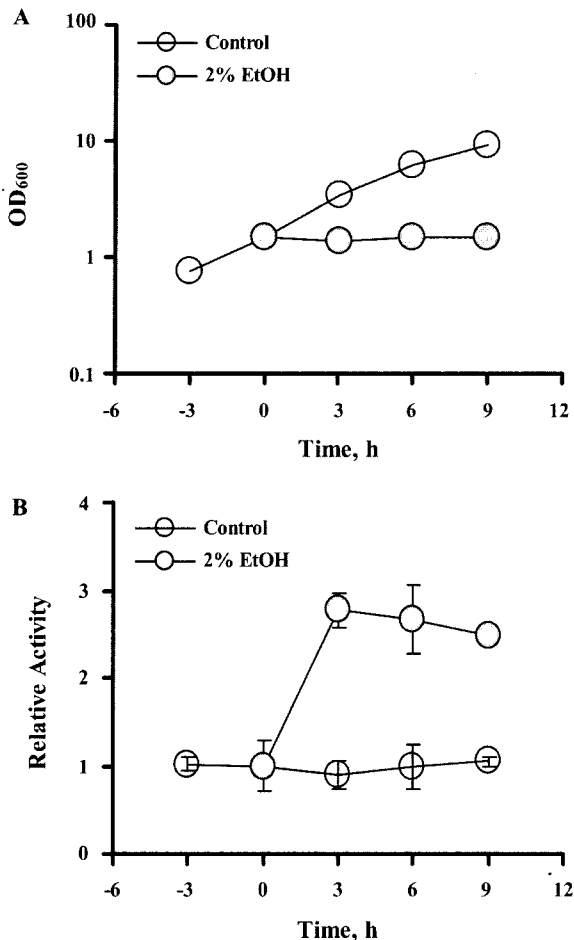 A
100
Control
2% EtOH
10
OD600
1
0.1
-6 -3 0 3 6 9 12
Time, h
B
4
Control
2% EtOH
3
Relative Activity
2
1
0
-6 -3 0 3 6 9 12
Time, h